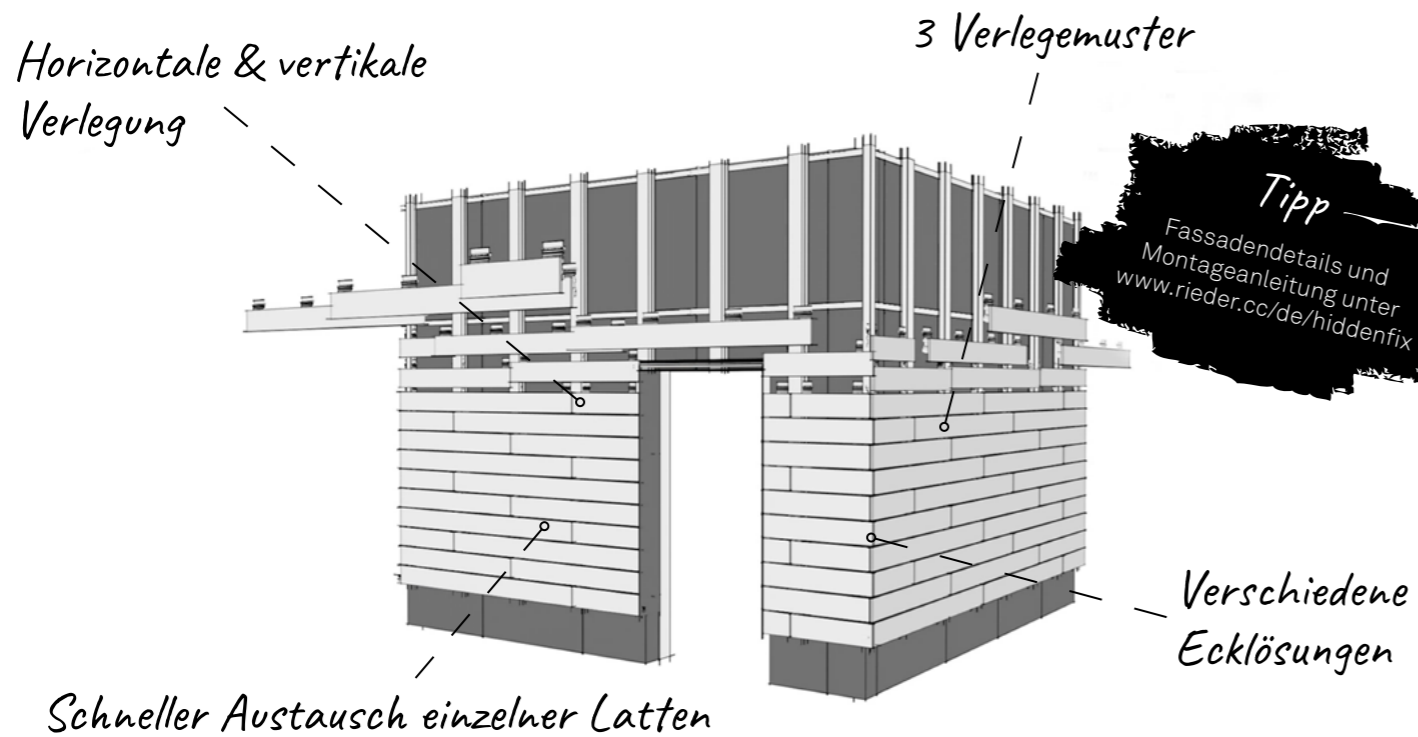 Horizontale & vertikale
Verlegung
3 Verlegemuster
Tipp
Fassadendetails und
Montageanleitung unter
www.rieder.cc/de/hiddenfix
Verschiedene
Ecklösungen
Schneller Austausch einzelner Latten